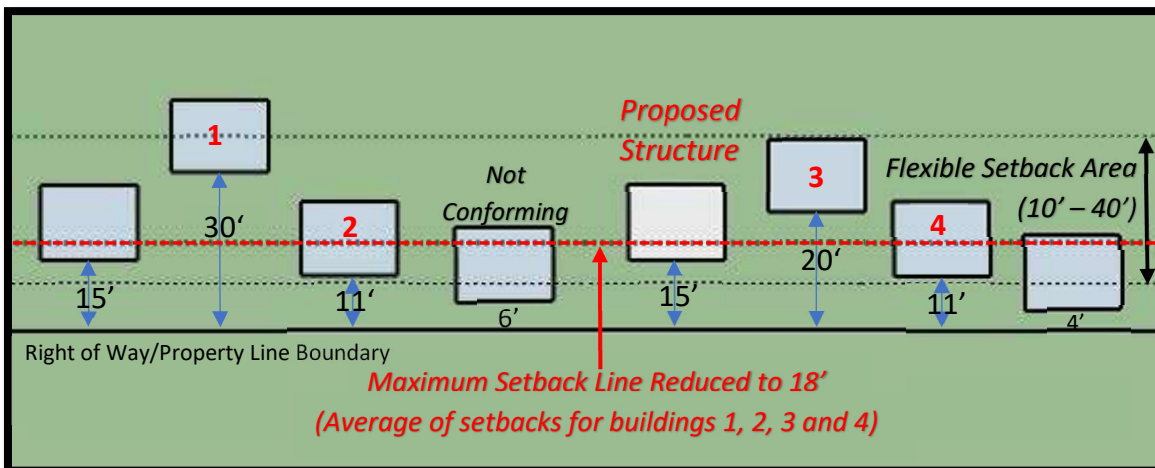 1
Proposed
Structure
3
Not
Conforming
Flexible Setback Area
(10’ – 40’)
30‘
2
4
20‘
15’
11‘
6’
15’
11’
4’
Right of Way/Property Line Boundary
Maximum Setback Line Reduced to 18’
(Average of setbacks for buildings 1, 2, 3 and 4)